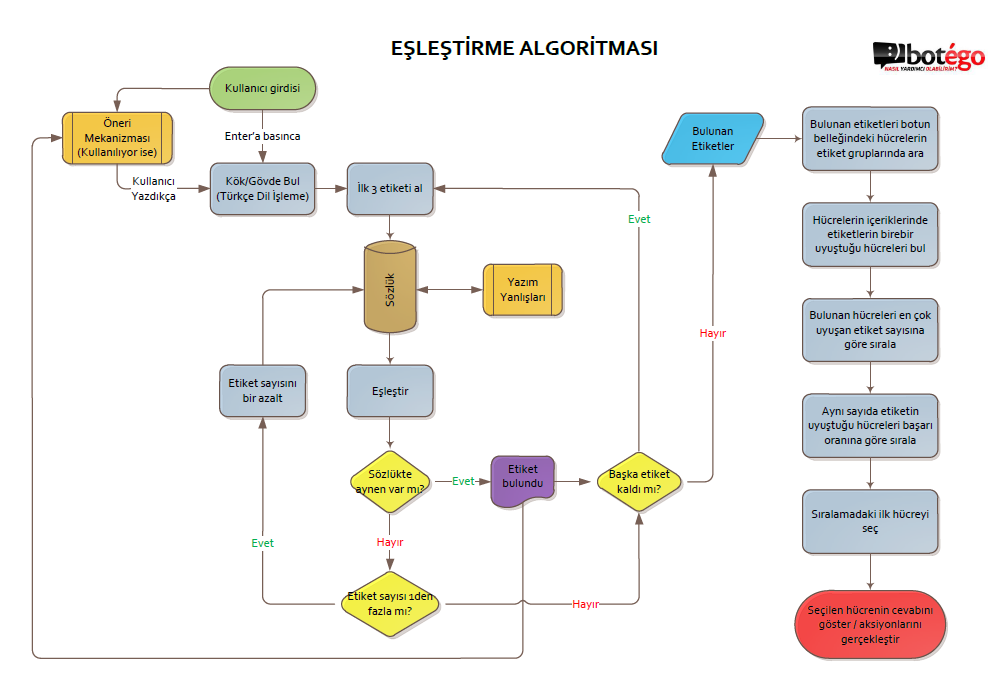 EŞLEŞTİRME ALGORİTMASI
botégo
NASIL YARDIMCI OLABİLİRİM?
Kullanıcı girdisi
Öneri
Mekanizması
(Kullanılıyor ise)
Enter'a basınca
Kullanıcı
Yazdıkça
Kök/Gövde Bul
(Türkçe Dil İşleme)
İlk 3 etiketi al
Evet
Sözlük
Yazım
Yanlışları
Etiket sayısını
bir azalt
Eşleştir
Sözlükte
aynen var mı?
Evet
Etiket
bulundu
Başka etiket
kaldı mı?
Hayır
Evet
Etiket sayısı 1den
fazla mı?
Hayır
Hayır
Bulunan
Etiketler
Bulunan etiketleri botun
belleğindeki hücrelerin
etiket gruplarında ara
Hücrelerin içeriklerinde
etiketlerin birebir
uyuştuğu hücreleri bul
Bulunan hücreleri en çok
uyuşan etiket sayısına
göre sırala
Aynı sayıda etiketin
uyuştuğu hücreleri başarı
oranına göre sırala
Sıralamadaki ilk hücreyi
seç
Seçilen hücrenin cevabını
göster / aksiyonlarını
gerçekleştir